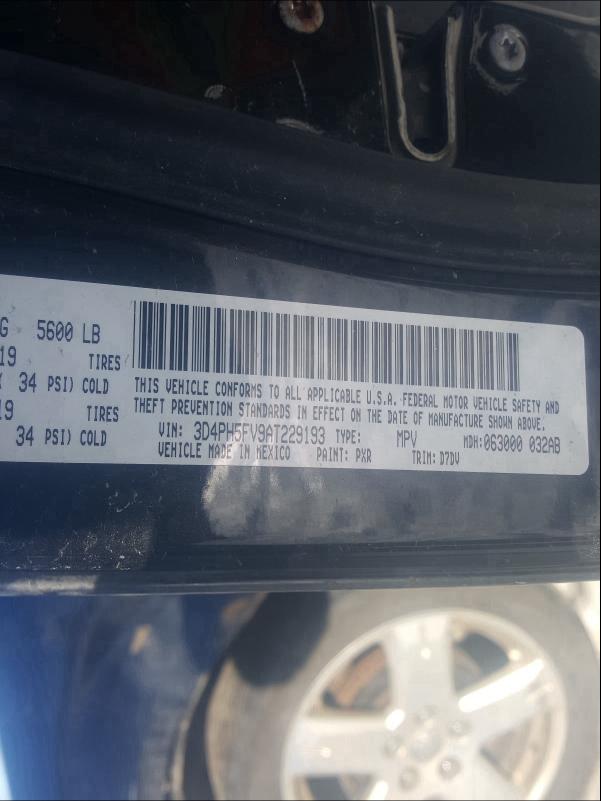 G 5600 LB
19 TIRES
34 PSI) COLD
19 TIRES
34 PSI) COLD
THIS VEHICLE CONFORMS TO ALL APPLICABLE U.S.A. FEDERAL MOTOR VEHICLE SAFETY AND
THEFT PREVENTION STANDARDS IN EFFECT ON THE DATE OF MANUFACTURE SHOWN ABOVE.
VIN: 3D4PH5FV9AT229193 TYPE: MPV MDH:063000 032AB
VEHICLE MADE IN MEXICO PAINT: PXR TRIM: D7DV